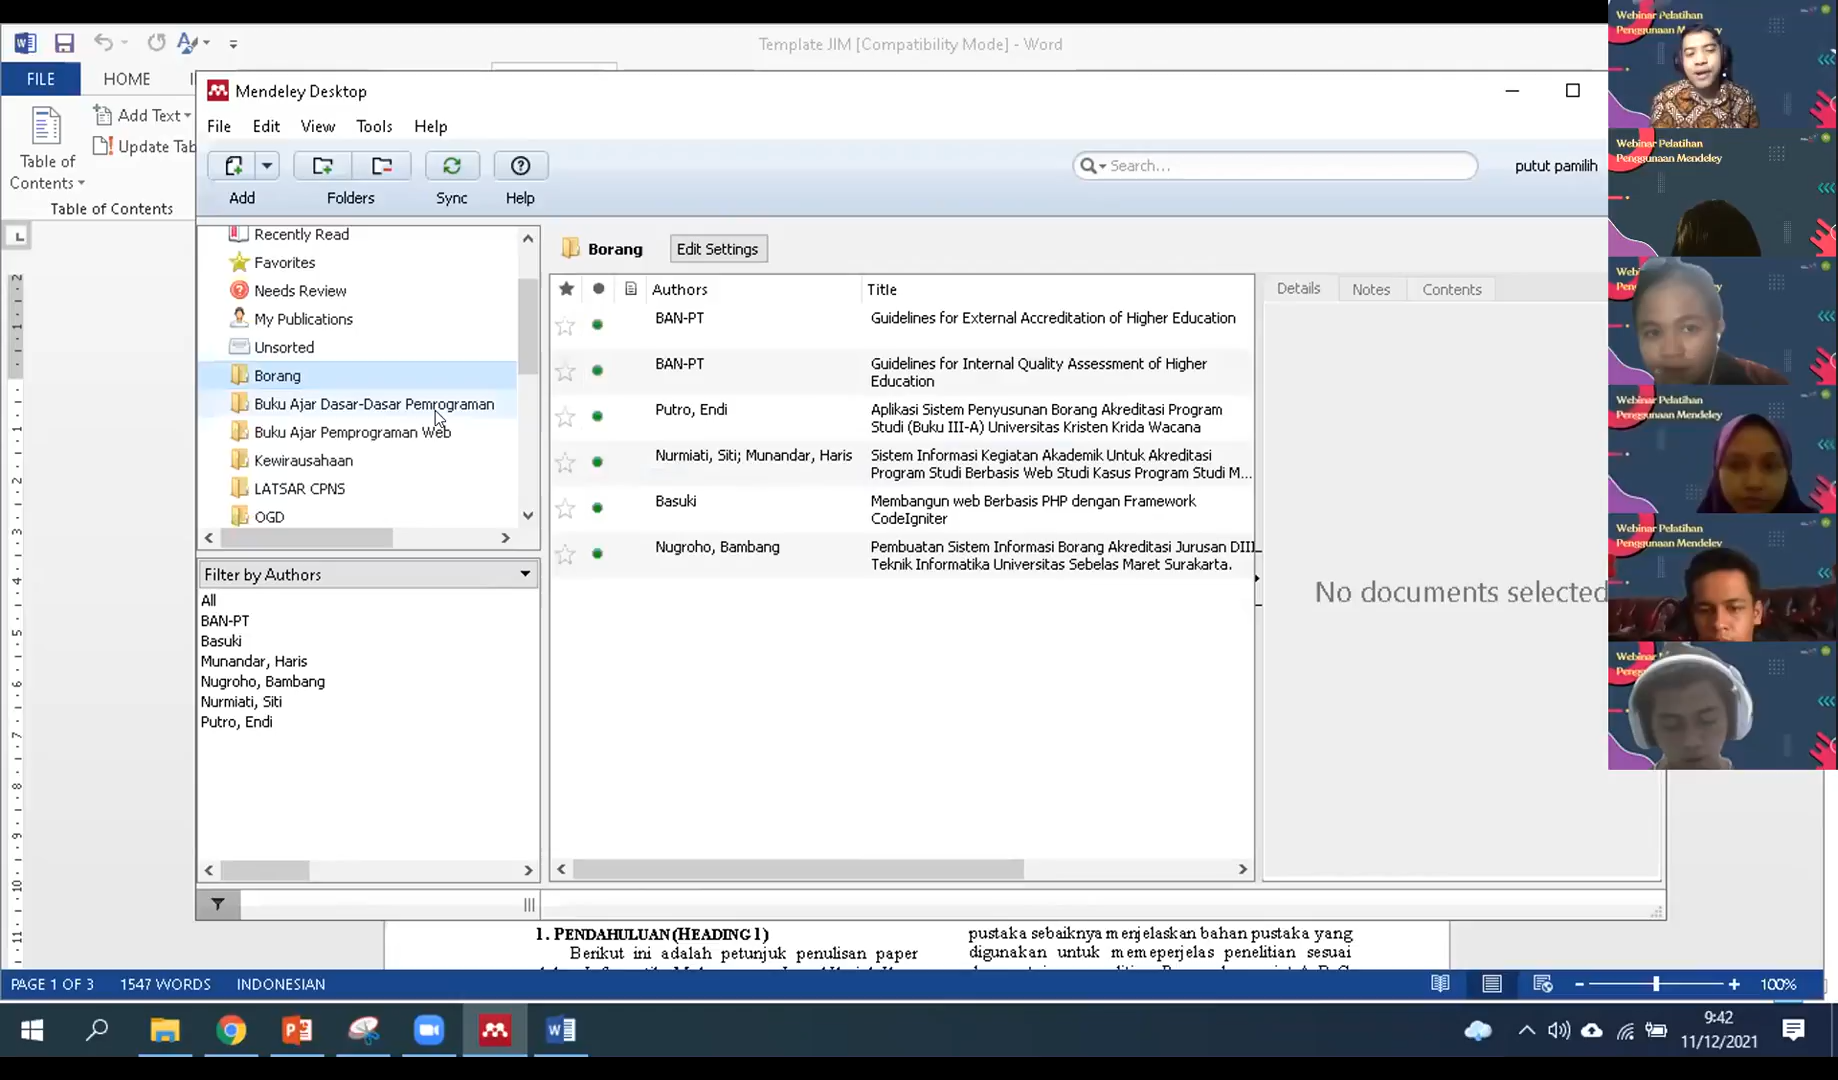 Template JIM [Compatibility Mode] - Word
FILE
HOME
Add Text
Update Tab
Table of
Contents
Table of Contents
Mendeley Desktop
File Edit View Tools Help
Add
Folders
Sync
Help
Search...
putut pamilih
Recently Read
Favorites
Needs Review
My Publications
Unsorted
Borang
Buku Ajar Dasar-Dasar Pemrograman
Buku Ajar Pemprograman Web
Kewirausahaan
LATSAR CPNS
OGD
Filter by Authors
All
BAN-PT
Basuki
Munandar, Haris
Nugroho, Bambang
Nurmiati, Siti
Putro, Endi
Borang
Edit Settings
Authors Title
BAN-PT Guidelines for External Accreditation of Higher Education
BAN-PT Guidelines for Internal Quality Assessment of Higher
Education
Putro, Endi Aplikasi Sistem Penyusunan Borang Akreditasi Program
Studi (Buku III-A) Universitas Kristen Krida Wacana
Nurmiati, Siti; Munandar, Haris Sistem Informasi Kegiatan Akademik Untuk Akreditasi
Program Studi Berbasis Web Studi Kasus Program Studi M...
Basuki Membangun web Berbasis PHP dengan Framework
CodeIgniter
Nugroho, Bambang Pembuatan Sistem Informasi Borang Akreditasi Jurusan DIII
Teknik Informatika Universitas Sebelas Maret Surakarta.
Details Notes Contents
No documents selected
Webinar Pelatihan
Penggunaan Mendeley
Webinar Pelatihan
Penggunaan Mendeley
Webinar Pelatihan
Penggunaan Mendeley
Webinar Pelatihan
Penggunaan Mendeley
1. PENDAHULUAN (HEADING 1)
Berikut ini adalah petunjuk penulisan paper
pustaka sebaiknya menjelaskan bahan pustaka yang
digunakan untuk memeperjelas penelitian sesuai
PAGE 1 OF 3
1547 WORDS
INDONESIAN
100%
9:42
11/12/2021